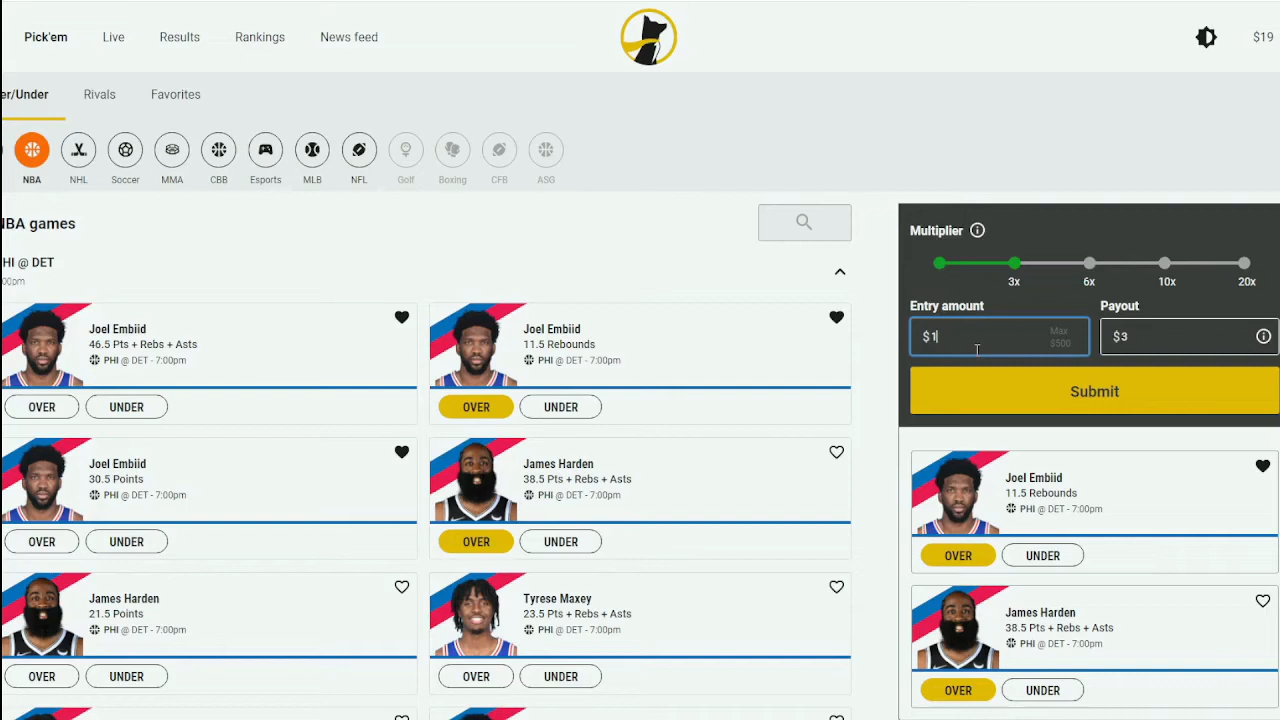 Pick'em Live Results Rankings News feed $19
er/Under Rivals Favorites
NBA NHL Soccer MMA CBB Esports MLB NFL Golf Boxing CFB ASG
NBA games
HI @ DET
00pm
Joel Embiid
46.5 Pts + Rebs + Asts
PHI @ DET - 7:00pm
OVER UNDER
Joel Embiid
11.5 Rebounds
PHI @ DET - 7:00pm
OVER UNDER
Joel Embiid
30.5 Points
PHI @ DET - 7:00pm
OVER UNDER
James Harden
38.5 Pts + Rebs + Asts
PHI @ DET - 7:00pm
OVER UNDER
James Harden
21.5 Points
PHI @ DET - 7:00pm
OVER UNDER
Tyrese Maxey
23.5 Pts + Rebs + Asts
PHI @ DET - 7:00pm
OVER UNDER
Multiplier
3x 6x 10x 20x
Entry amount Payout
$1 Max $500 $3
Submit
Joel Embiid
11.5 Rebounds
PHI @ DET - 7:00pm
OVER UNDER
James Harden
38.5 Pts + Rebs + Asts
PHI @ DET - 7:00pm
OVER UNDER